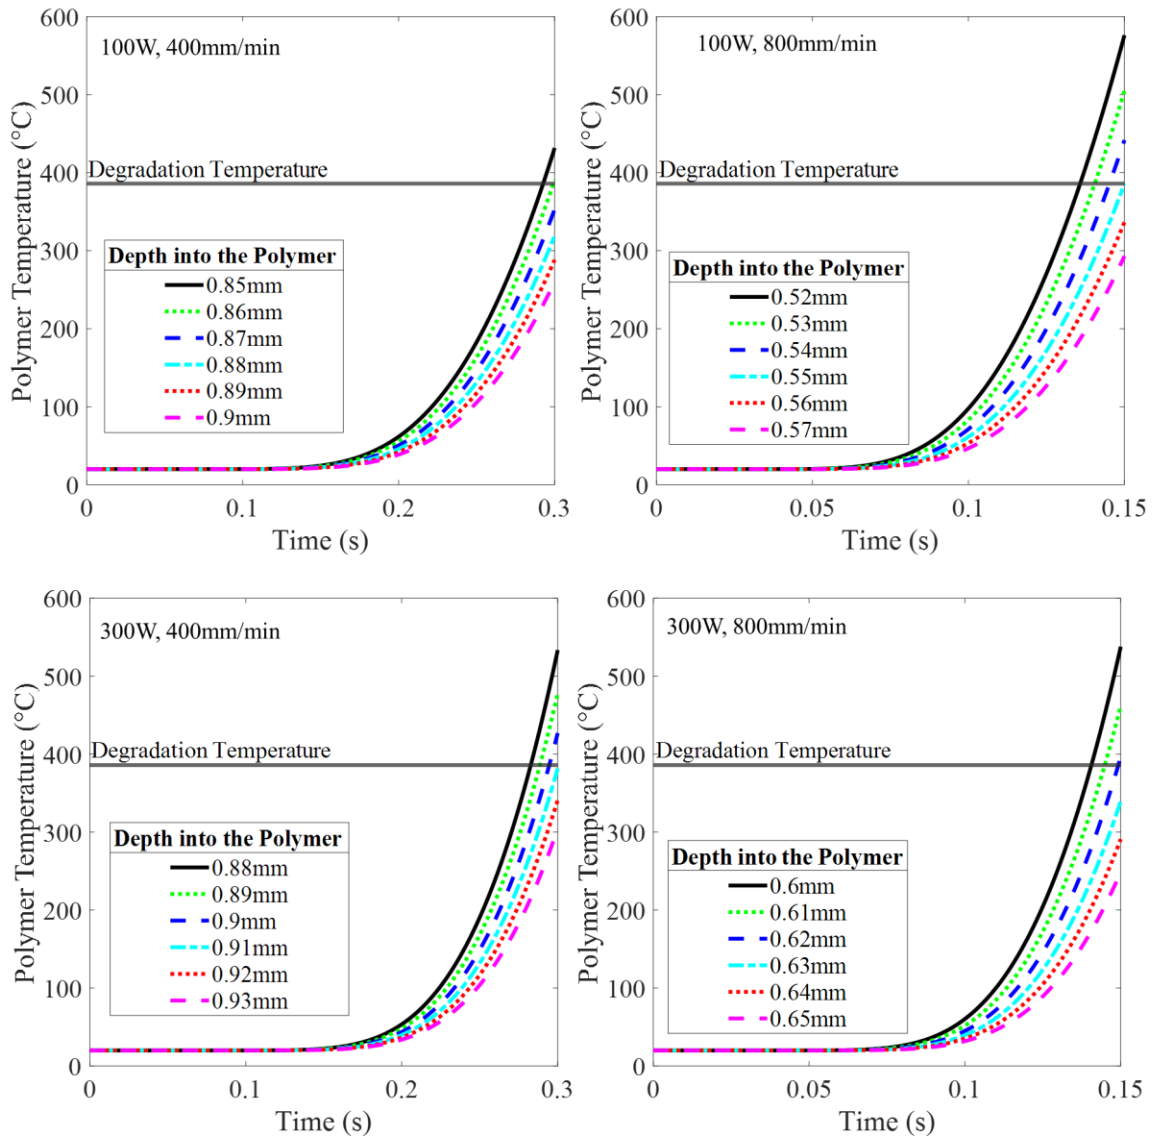 100W, 400mm/min
Polymer Temperature (°C)
600
500
400
300
200
100
0
Degradation Temperature
Depth into the Polymer
0.85mm
0.86mm
0.87mm
0.88mm
0.89mm
0.9mm
0
0.1
0.2
0.3
Time (s)
100W, 800mm/min
Polymer Temperature (°C)
600
500
400
300
200
100
0
Degradation Temperature
Depth into the Polymer
0.52mm
0.53mm
0.54mm
0.55mm
0.56mm
0.57mm
0
0.05
0.1
0.15
Time (s)
300W, 400mm/min
Polymer Temperature (°C)
600
500
400
300
200
100
0
Degradation Temperature
Depth into the Polymer
0.88mm
0.89mm
0.9mm
0.91mm
0.92mm
0.93mm
0
0.1
0.2
0.3
Time (s)
300W, 800mm/min
Polymer Temperature (°C)
600
500
400
300
200
100
0
Degradation Temperature
Depth into the Polymer
0.6mm
0.61mm
0.62mm
0.63mm
0.64mm
0.65mm
0
0.05
0.1
0.15
Time (s)